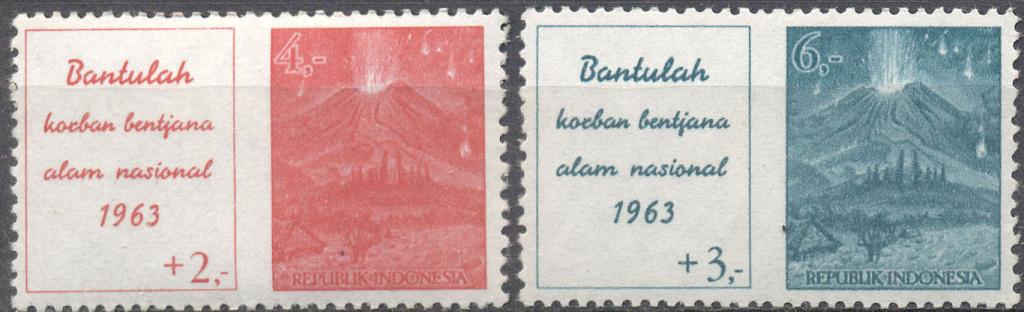 Bantulah
korban bentjana
alam nasional
1963
+2,-
4,-
REPUBLIK-INDONESIA
Bantulah
korban bentjana
alam nasional
1963
+3,-
6,-
REPUBLIK-INDONESIA